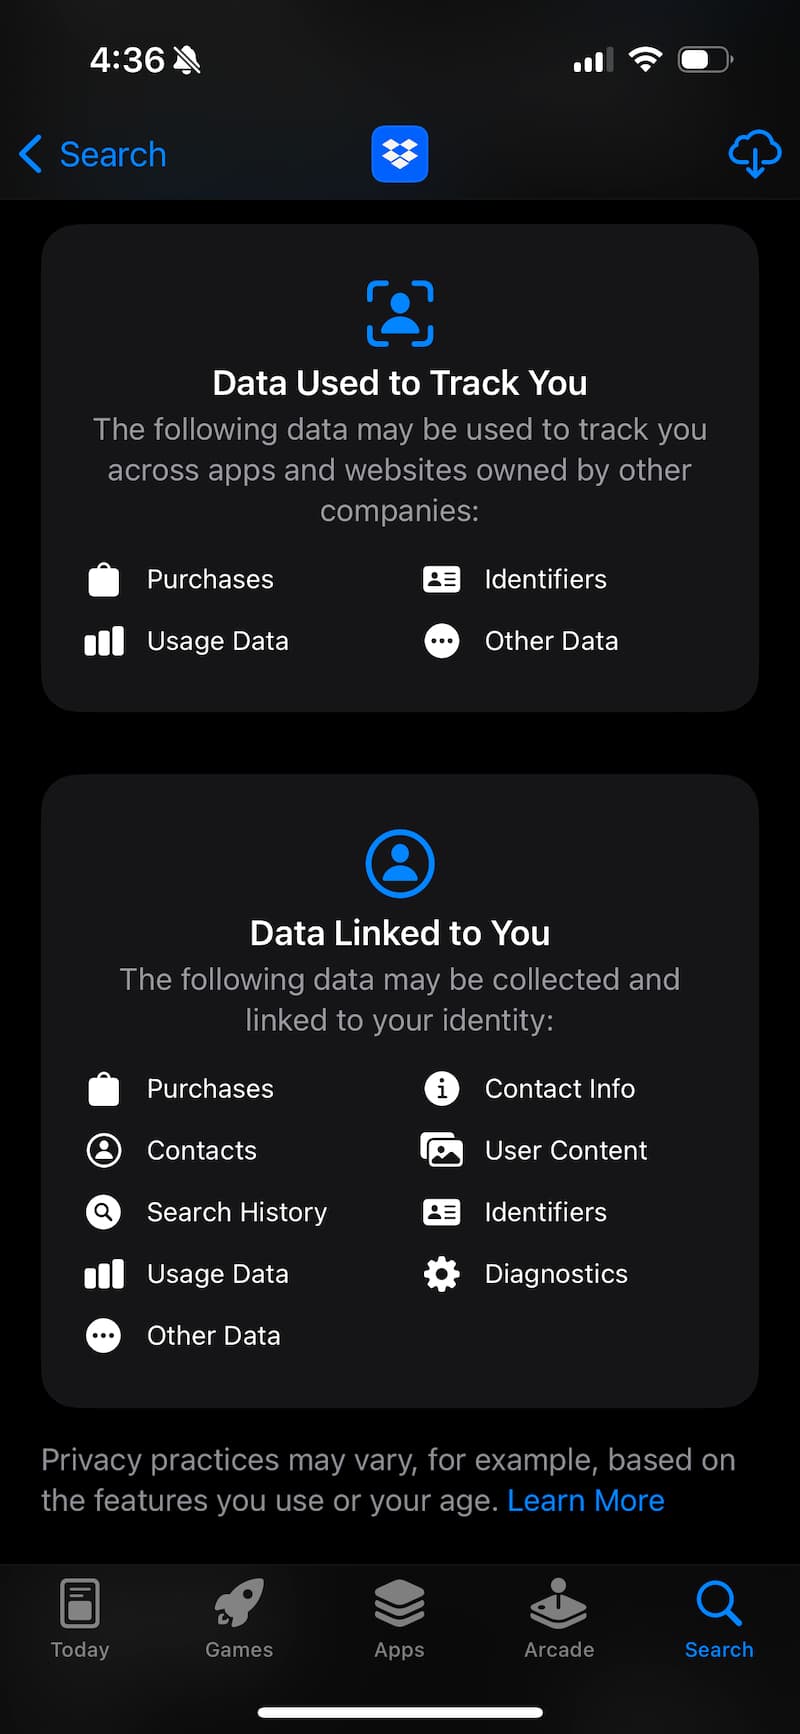 4:36
Search
Data Used to Track You
The following data may be used to track you
across apps and websites owned by other
companies:
Purchases
Identifiers
Usage Data
Other Data
Data Linked to You
The following data may be collected and
linked to your identity:
Purchases
Contact Info
Contacts
User Content
Search History
Identifiers
Usage Data
Diagnostics
Other Data
Privacy practices may vary, for example, based on
the features you use or your age. Learn More
Today
Games
Apps
Arcade
Search